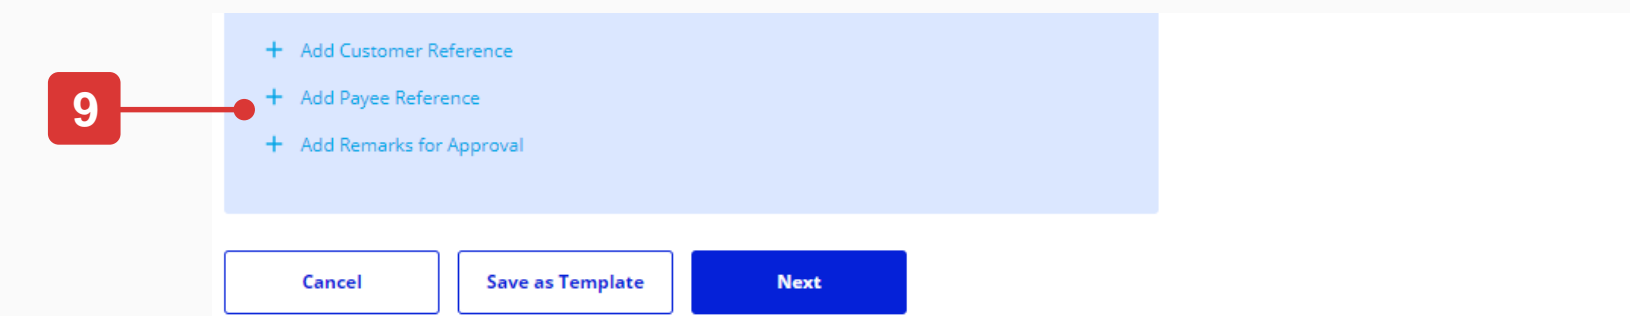 + Add Customer Reference
9
+ Add Payee Reference
+ Add Remarks for Approval
Cancel Save as Template Next